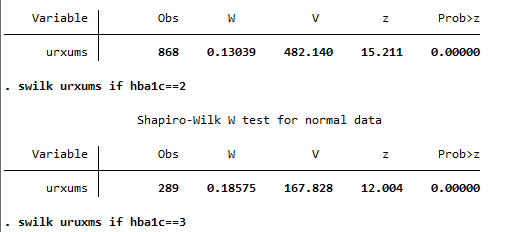 Variable Obs W V z Prob>z
urxums 868 0.13039 482.140 15.211 0.00000
. swilk urxums if hba1c==2
Shapiro-Wilk W test for normal data
Variable Obs W V z Prob>z
urxums 289 0.18575 167.828 12.004 0.00000
. swilk uruxms if hba1c==3